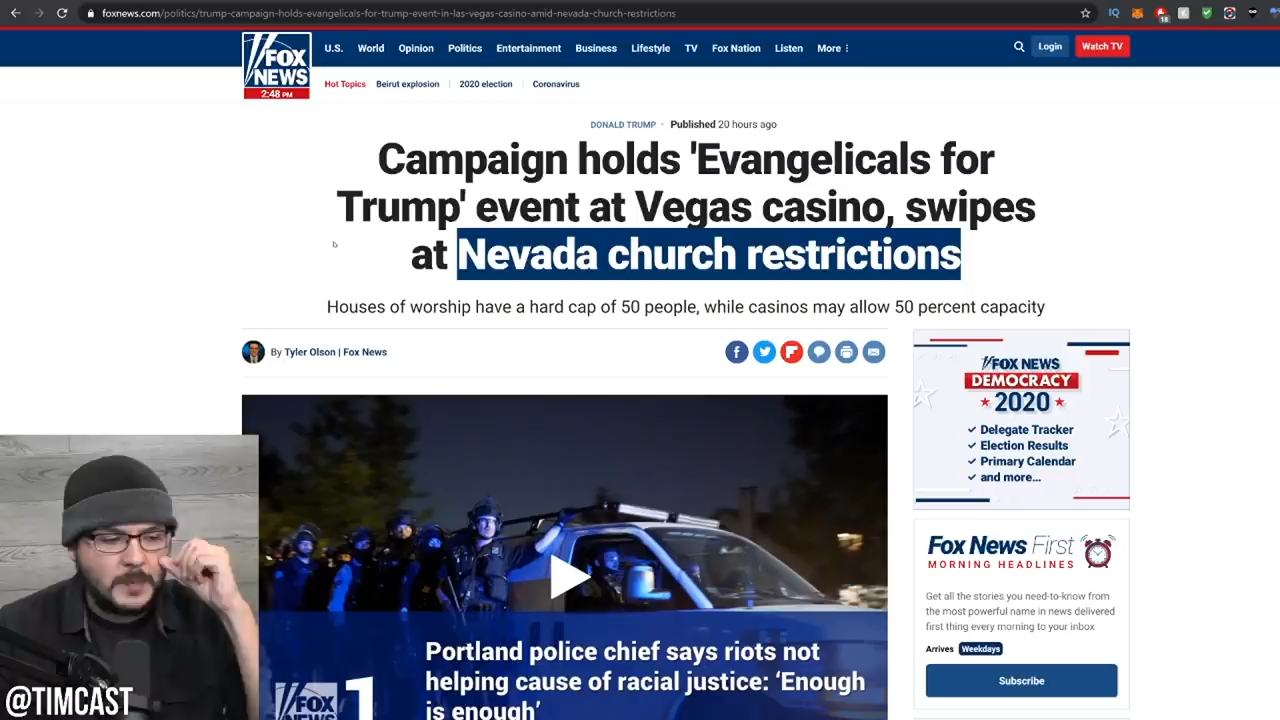 foxnews.com/politics/trump-campaign-holds-evangelicals-for-trump-event-in-las-vegas-casino-amid-nevada-church-restrictions
IQ
18
FOX
NEWS
2:48 PM
U.S. World Opinion Politics Entertainment Business Lifestyle TV Fox Nation Listen More
Login
Watch TV
Hot Topics Beirut explosion 2020 election Coronavirus
DONALD TRUMP · Published 20 hours ago
Campaign holds 'Evangelicals for
Trump' event at Vegas casino, swipes
at Nevada church restrictions
Houses of worship have a hard cap of 50 people, while casinos may allow 50 percent capacity
By Tyler Olson | Fox News
FOX NEWS
DEMOCRACY
2020
Delegate Tracker
Election Results
Primary Calendar
and more...
Fox News First
MORNING HEADLINES
Get all the stories you need-to-know from
the most powerful name in news delivered
first thing every morning to your inbox
Arrives Weekdays
Subscribe
Portland police chief says riots not
helping cause of racial justice: ‘Enough
is enough’
FOX
NEWS
1
@TIMCAST